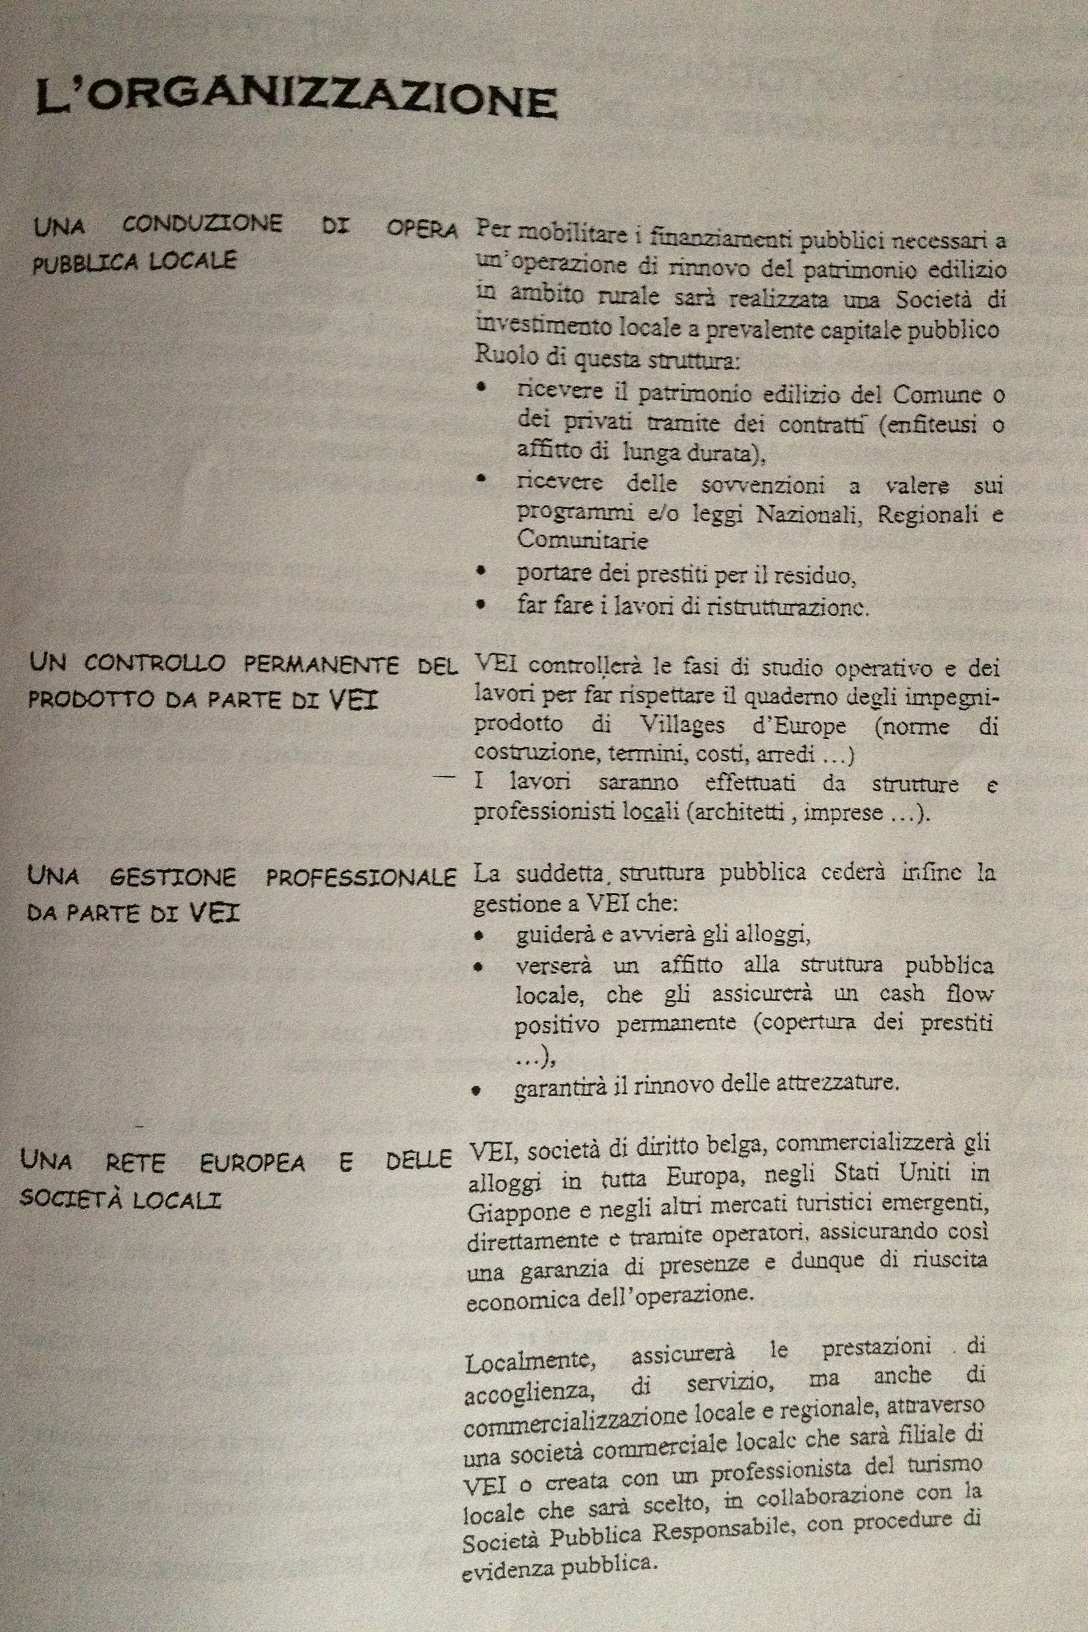 L'ORGANIZZAZIONE
UNA CONDUZIONE DI OPERA
PUBBLICA LOCALE
Per mobilitare i finanziamenti pubblici necessari a
un'operazione di rinnovo del patrimonio edilizio
in ambito rurale sarà realizzata una Società di
investimento locale a prevalente capitale pubblico
Ruolo di questa struttura:
• ricevere il patrimonio edilizio del Comune o
dei privati tramite dei contratti (enfiteusi o
affitto di lunga durata),
• ricevere delle sovvenzioni a valere sui
programmi e/o leggi Nazionali, Regionali e
Comunitarie
• portare dei prestiti per il residuo,
• far fare i lavori di ristrutturazione.
UN CONTROLLO PERMANENTE DEL
PRODOTTO DA PARTE DI VEI
VEI controllerà le fasi di studio operativo e dei
lavori per far rispettare il quaderno degli impegni-
prodotto di Villages d'Europe (norme di
costruzione, termini, costi, arredi ...)
I lavori saranno effettuati da strutture e
professionisti locali (architetti , imprese ...).
UNA GESTIONE PROFESSIONALE
DA PARTE DI VEI
La suddetta struttura pubblica cederà infine la
gestione a VEI che:
• guiderà e avvierà gli alloggi,
• verserà un affitto alla struttura pubblica
locale, che gli assicurerà un cash flow
positivo permanente (copertura dei prestiti
...),
• garantirà il rinnovo delle attrezzature.
UNA RETE EUROPEA E DELLE
SOCIETÀ LOCALI
VEI, società di diritto belga, commercializzerà gli
alloggi in tutta Europa, negli Stati Uniti in
Giappone e negli altri mercati turistici emergenti,
direttamente e tramite operatori, assicurando così
una garanzia di presenze e dunque di riuscita
economica dell'operazione.
Localmente, assicurerà le prestazioni di
accoglienza, di servizio, ma anche di
commercializzazione locale e regionale, attraverso
una società commerciale locale che sarà filiale di
VEI o creata con un professionista del turismo
locale che sarà scelto, in collaborazione con la
Società Pubblica Responsabile, con procedure di
evidenza pubblica.